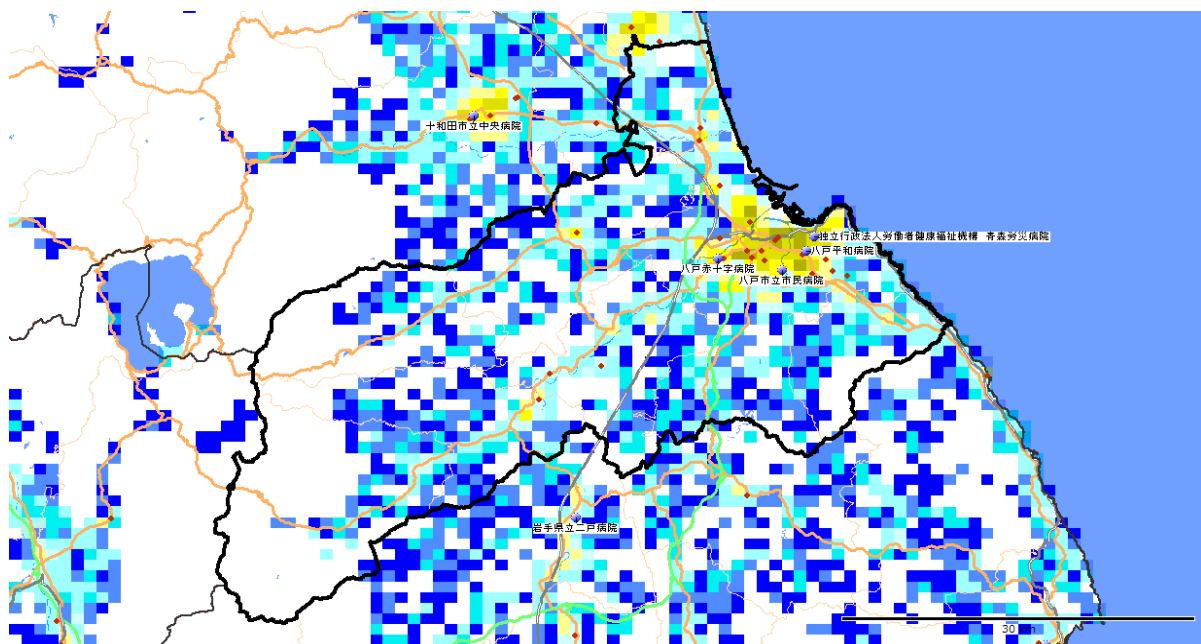 十和田市立中央病院
独立行政法人労働者健康福祉機構 青森労災病院
八戸平和病院
八戸赤十字病院
八戸市立市民病院
岩手県立二戸病院
30 km